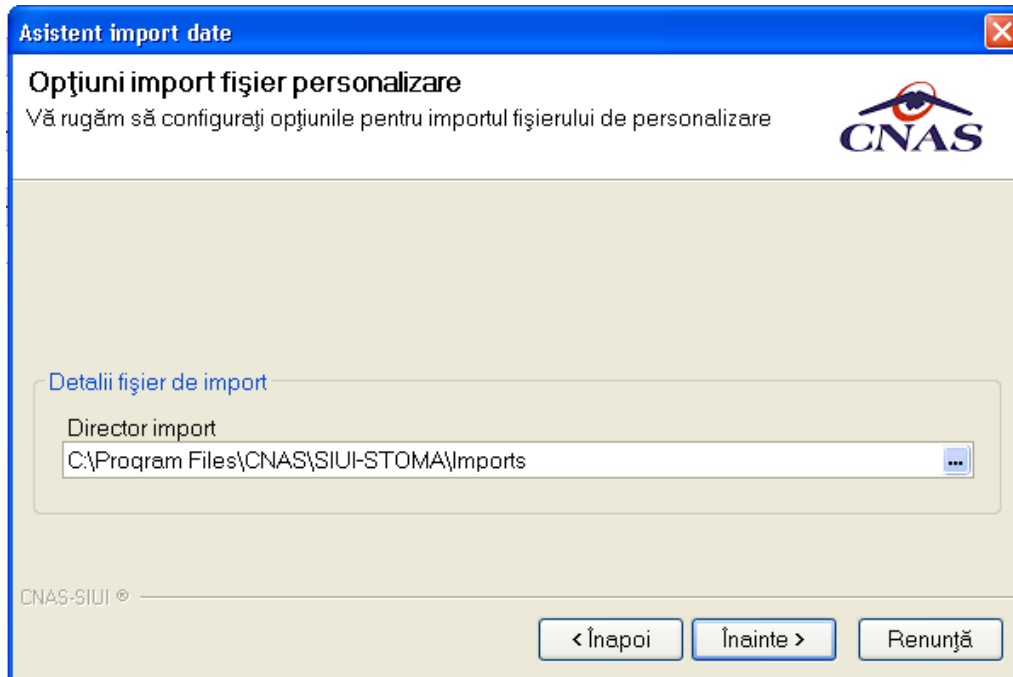 Asistent import date
Opţiuni import fişier personalizare
Vă rugăm să configuraţi opţiunile pentru importul fişierului de personalizare
CNAS
Detalii fişier de import
Director import
C:\Program Files\CNAS\SIUI-STOMA\Imports
...
CNAS-SIUI ®
< Înapoi
Înainte >
Renunţă